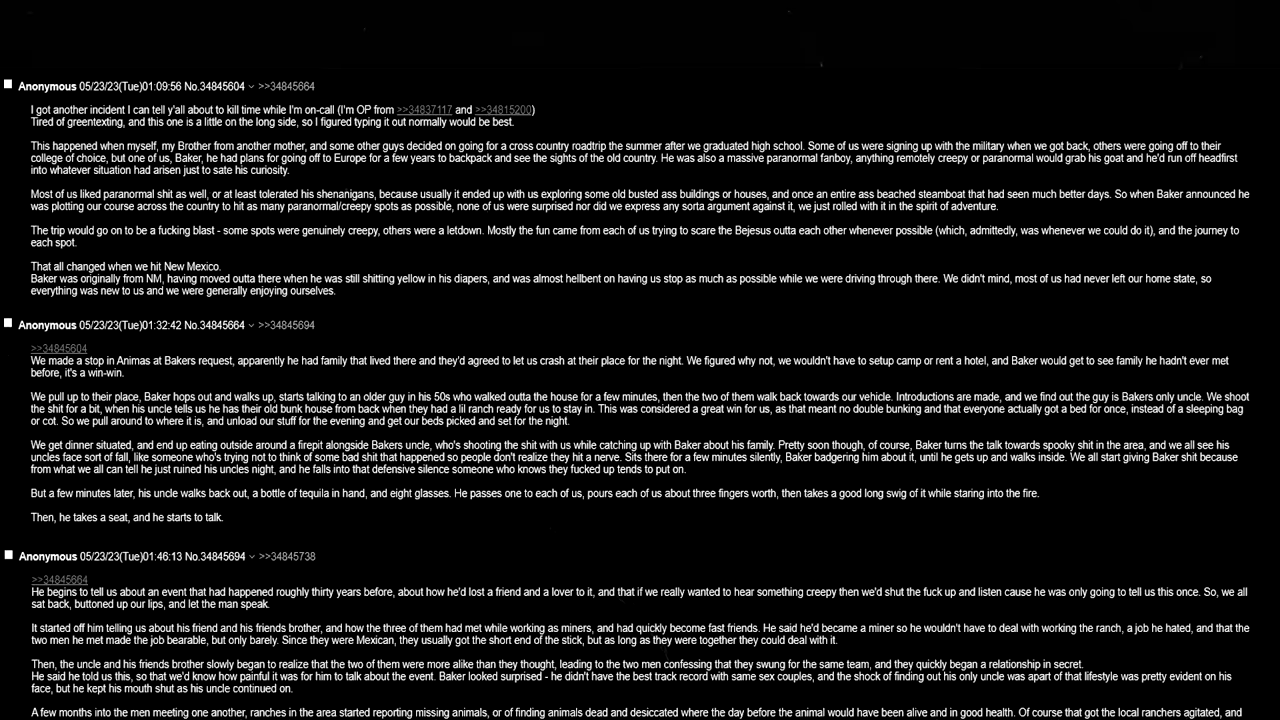 Anonymous 05/23/23(Tue)01:09:56 No.34845604 >>34845664
I got another incident I can tell y'all about to kill time while I'm on-call (I'm OP from >>34837117 and >>34815200)
Tired of greentexting, and this one is a little on the long side, so I figured typing it out normally would be best.
This happened when myself, my Brother from another mother, and some other guys decided on going for a cross country roadtrip the summer after we graduated high school. Some of us were signing up with the military when we got back, others were going off to their
college of choice, but one of us, Baker, he had plans for going off to Europe for a few years to backpack and see the sights of the old country. He was also a massive paranormal fanboy, anything remotely creepy or paranormal would grab his goat and he'd run off headfirst
into whatever situation had arisen just to sate his curiosity.
Most of us liked paranormal shit as well, or at least tolerated his shenanigans, because usually it ended up with us exploring some old busted ass buildings or houses, and once an entire ass beached steamboat that had seen much better days. So when Baker announced he
was plotting our course across the country to hit as many paranormal/creepy spots as possible, none of us were surprised nor did we express any sorta argument against it, we just rolled with it in the spirit of adventure.
The trip would go on to be a fucking blast - some spots were genuinely creepy, others were a letdown. Mostly the fun came from each of us trying to scare the Bejesus outta each other whenever possible (which, admittedly, was whenever we could do it), and the journey to
each spot.
That all changed when we hit New Mexico.
Baker was originally from NM, having moved outta there when he was still shitting yellow in his diapers, and was almost hellbent on having us stop as much as possible while we were driving through there. We didn't mind, most of us had never left our home state, so
everything was new to us and we were generally enjoying ourselves.
Anonymous 05/23/23(Tue)01:32:42 No.34845664 >>34845694
>>34845604
We made a stop in Animas at Bakers request, apparently he had family that lived there and they'd agreed to let us crash at their place for the night. We figured why not, we wouldn't have to setup camp or rent a hotel, and Baker would get to see family he hadn't ever met
before, it's a win-win.
We pull up to their place, Baker hops out and walks up, starts talking to an older guy in his 50s who walked outta the house for a few minutes, then the two of them walk back towards our vehicle. Introductions are made, and we find out the guy is Bakers only uncle. We shoot
the shit for a bit, when his uncle tells us he has their old bunk house from back when they had a lil ranch ready for us to stay in. This was considered a great win for us, as that meant no double bunking and that everyone actually got a bed for once, instead of a sleeping bag
or cot. So we pull around to where it is, and unload our stuff for the evening and get our beds picked and set for the night.
We get dinner situated, and end up eating outside around a firepit alongside Bakers uncle, who's shooting the shit with us while catching up with Baker about his family. Pretty soon though, of course, Baker turns the talk towards spooky shit in the area, and we all see his
uncles face sort of fall, like someone who's trying not to think of some bad shit that happened so people don't realize they hit a nerve. Sits there for a few minutes silently, Baker badgering him about it, until he gets up and walks inside. We all start giving Baker shit because
from what we all can tell he just ruined his uncles night, and he falls into that defensive silence someone who knows they fucked up tends to put on.
But a few minutes later, his uncle walks back out, a bottle of tequila in hand, and eight glasses. He passes one to each of us, pours each of us about three fingers worth, then takes a good long swig of it while staring into the fire.
Then, he takes a seat, and he starts to talk.
Anonymous 05/23/23(Tue)01:46:13 No.34845694 >>34845738
>>34845664
He begins to tell us about an event that had happened roughly thirty years before, about how he'd lost a friend and a lover to it, and that if we really wanted to hear something creepy then we'd shut the fuck up and listen cause he was only going to tell us this once. So, we all
sat back, buttoned up our lips, and let the man speak.
It started off him telling us about his friend and his friends brother, and how the three of them had met while working as miners, and had quickly become fast friends. He said he'd became a miner so he wouldn't have to deal with working the ranch, a job he hated, and that the
two men he met made the job bearable, but only barely. Since they were Mexican, they usually got the short end of the stick, but as long as they were together they could deal with it.
Then, the uncle and his friends brother slowly began to realize that the two of them were more alike than they thought, leading to the two men confessing that they swung for the same team, and they quickly began a relationship in secret.
He said he told us this, so that we'd know how painful it was for him to talk about the event. Baker looked surprised - he didn't have the best track record with same sex couples, and the shock of finding out his only uncle was apart of that lifestyle was pretty evident on his
face, but he kept his mouth shut as his uncle continued on.
A few months into the men meeting one another, ranches in the area started reporting missing animals, or of finding animals dead and desiccated where the day before the animal would have been alive and in good health. Of course that got the local ranchers agitated, and